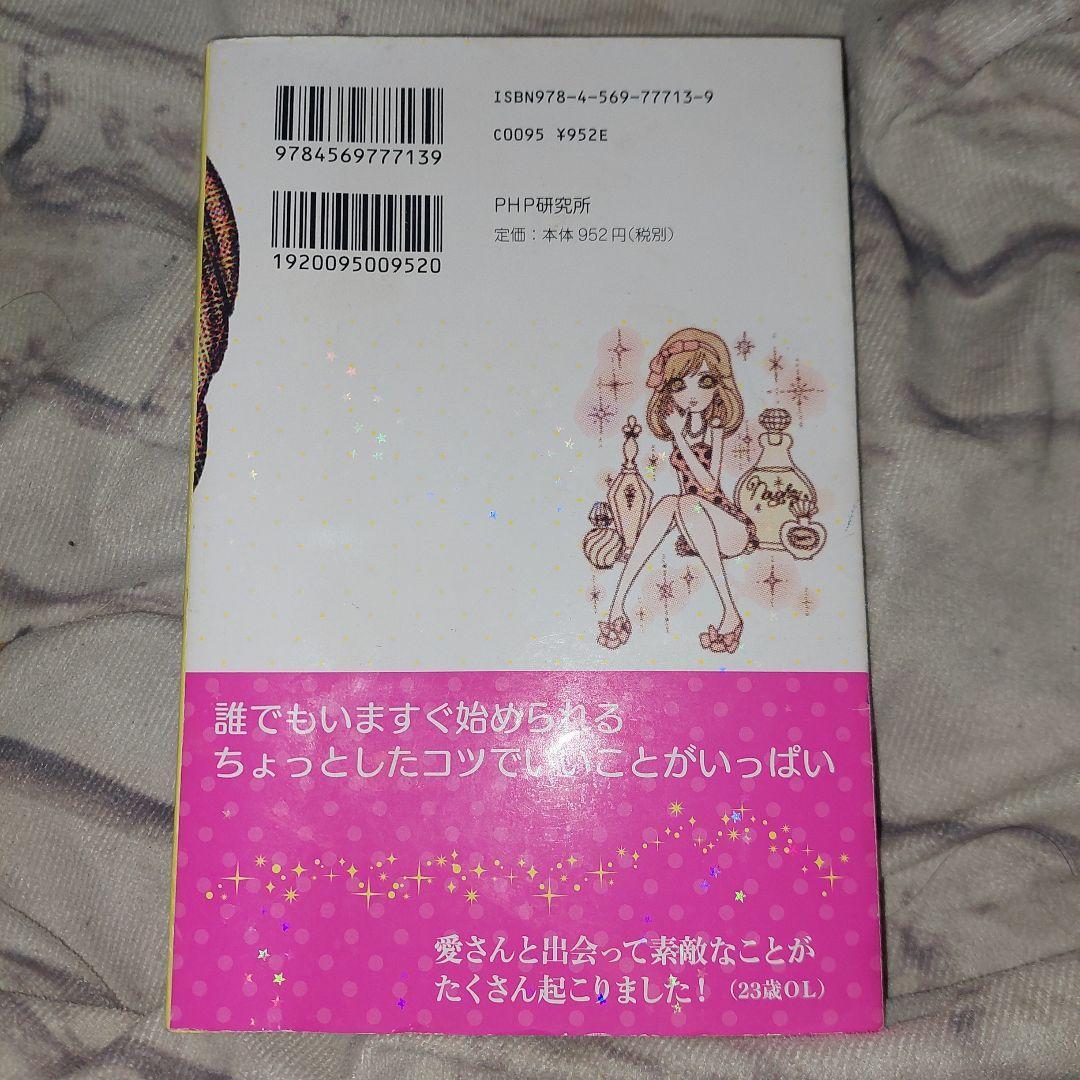 ISBN978-4-569-77713-9
C0095 ¥952E
9784569777139
PHP研究所
定価：本体952円(税別)
1920095009520
誰でもいますぐ始められる
ちょっとしたコツでいいことがいっぱい
愛さんと出会って素敵なことが
たくさん起こりました！（23歳OL）